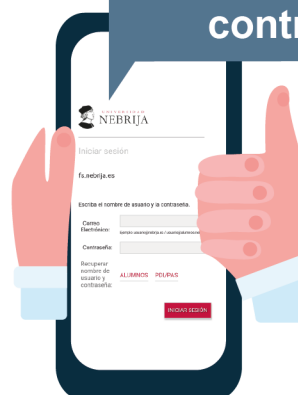 contr
UNIVERSIDAD
NEBRIJA
Iniciar sesión
fs.nebrija.es
Escriba el nombre de usuario y la contraseña.
Correo
Electrónico:
Contraseña:
Recuperar
nombre de
usuario y
contraseña:
ALUMNOS PDI/PAS
INICIAR SESIÓN